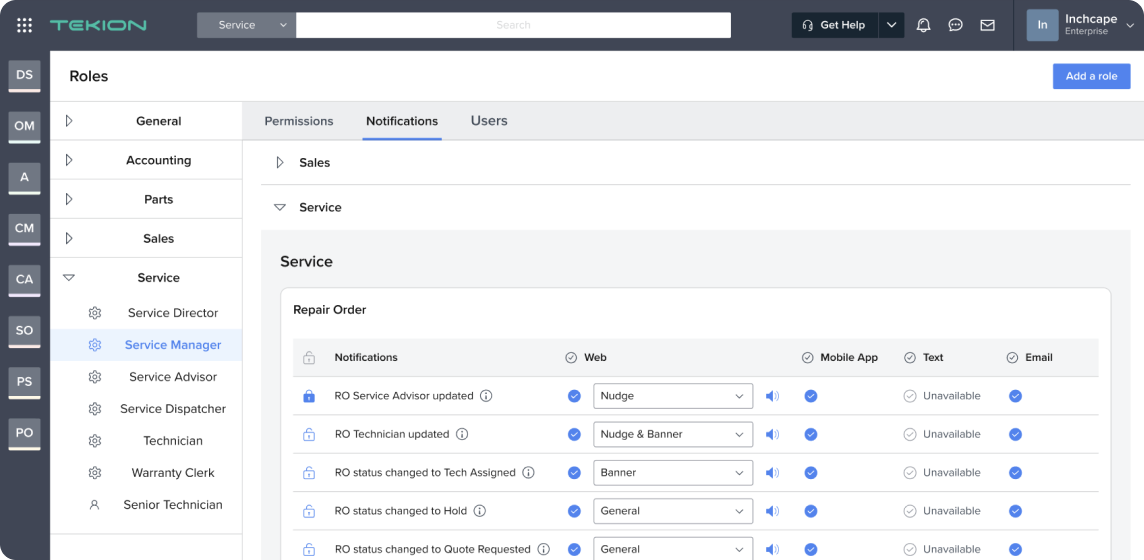 TEKION
Service
Search
Get Help
In
Inchcape
Enterprise
DS
OM
A
CM
CA
SO
PS
PO
Roles
Add a role
General
Accounting
Parts
Sales
Service
Service Director
Service Manager
Service Advisor
Service Dispatcher
Technician
Warranty Clerk
Senior Technician
Permissions Notifications Users
Sales
Service
Service
Repair Order
Notifications Web Mobile App Text Email
RO Service Advisor updated Nudge Unavailable
RO Technician updated Nudge & Banner Unavailable
RO status changed to Tech Assigned Banner Unavailable
RO status changed to Hold General Unavailable
RO status changed to Quote Requested General Unavailable